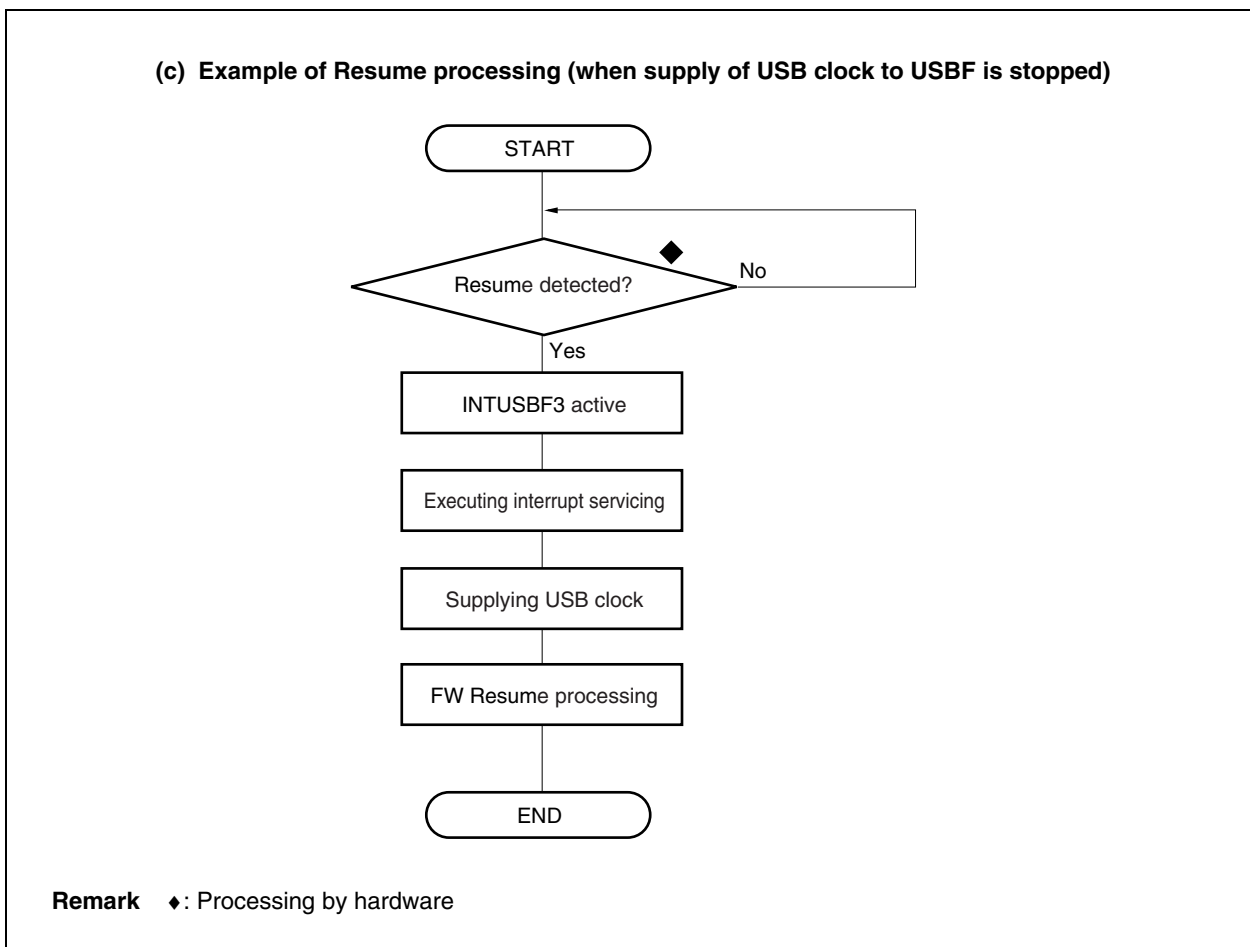 (c) Example of Resume processing (when supply of USB clock to USBF is stopped)
START
Resume detected?
No
Yes
INTUSBF3 active
Executing interrupt servicing
Supplying USB clock
FW Resume processing
END
Remark ♦: Processing by hardware